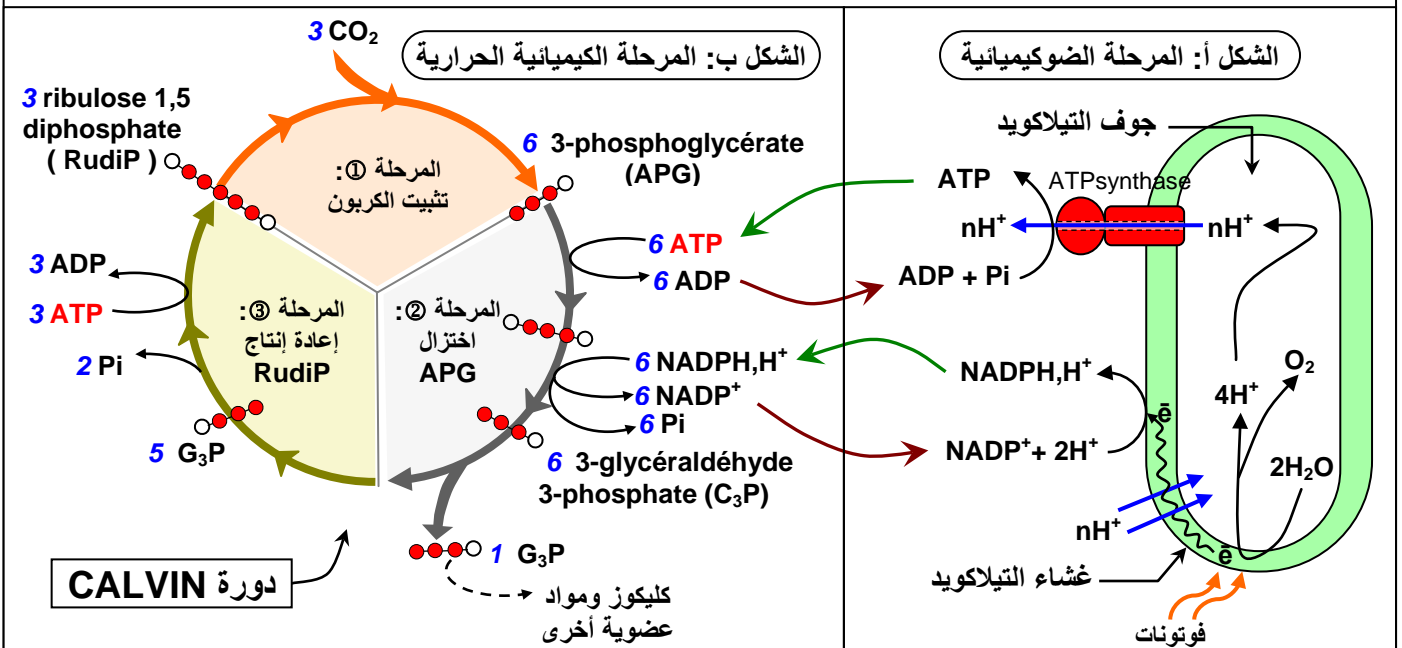 الشكل أ: المرحلة الضوكيميائية
جوف التيلاكويد
ATP
ATPsynthase
nH⁺
nH⁺
ADP + Pi
NADPH,H⁺
O₂
4H⁺
ē
NADP⁺+ 2H⁺
2H₂O
nH⁺
ē
غشاء التيلاكويد
فوتونات
الشكل ب: المرحلة الكيميائية الحرارية
3 CO₂
3 ribulose 1,5
diphosphate
( RudiP )
6 3-phosphoglycérate
(APG)
المرحلة ①:
تثبيت الكربون
6 ATP
6 ADP
المرحلة ②:
اختزال
APG
6 NADPH,H⁺
6 NADP⁺
6 Pi
6 3-glycéraldéhyde
3-phosphate (C₃P)
1 G₃P
كليكوز ومواد
عضوية أخرى
المرحلة ③:
إعادة إنتاج
RudiP
3 ADP
3 ATP
2 Pi
5 G₃P
دورة CALVIN